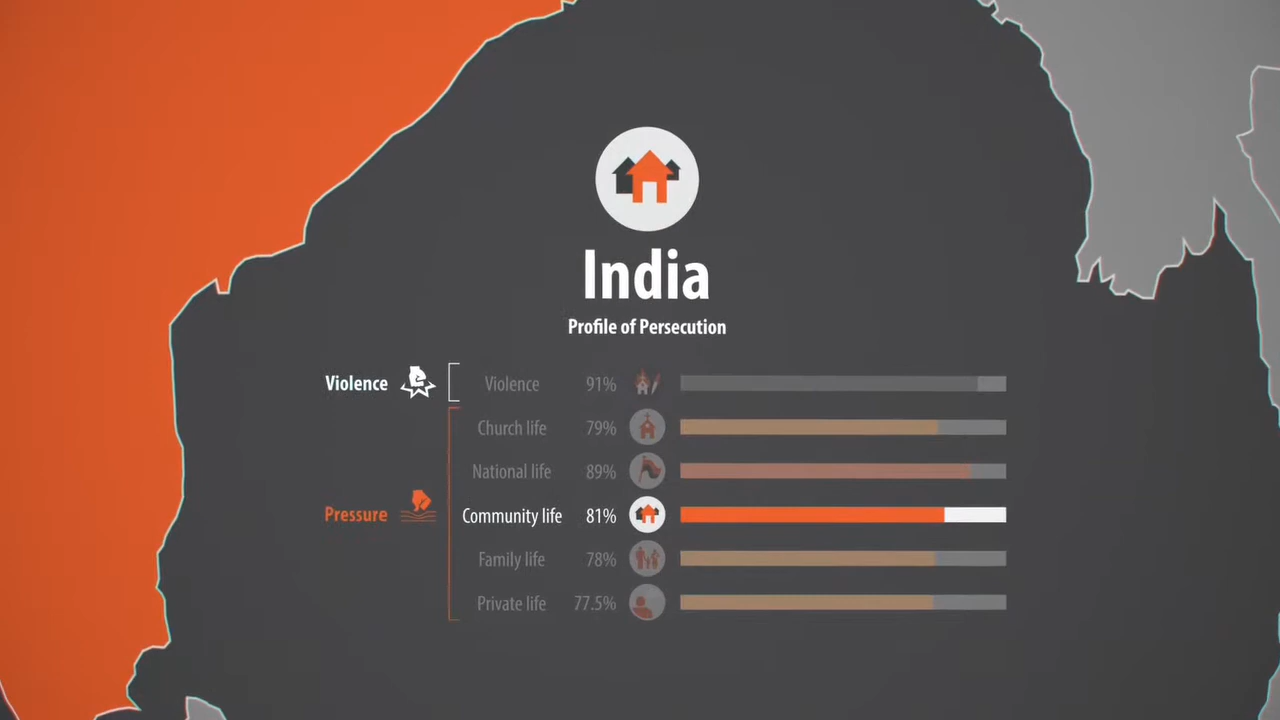 India
Profile of Persecution
Violence
Violence 91%
Church life 79%
National life 89%
Pressure
Community life 81%
Family life 78%
Private life 77.5%